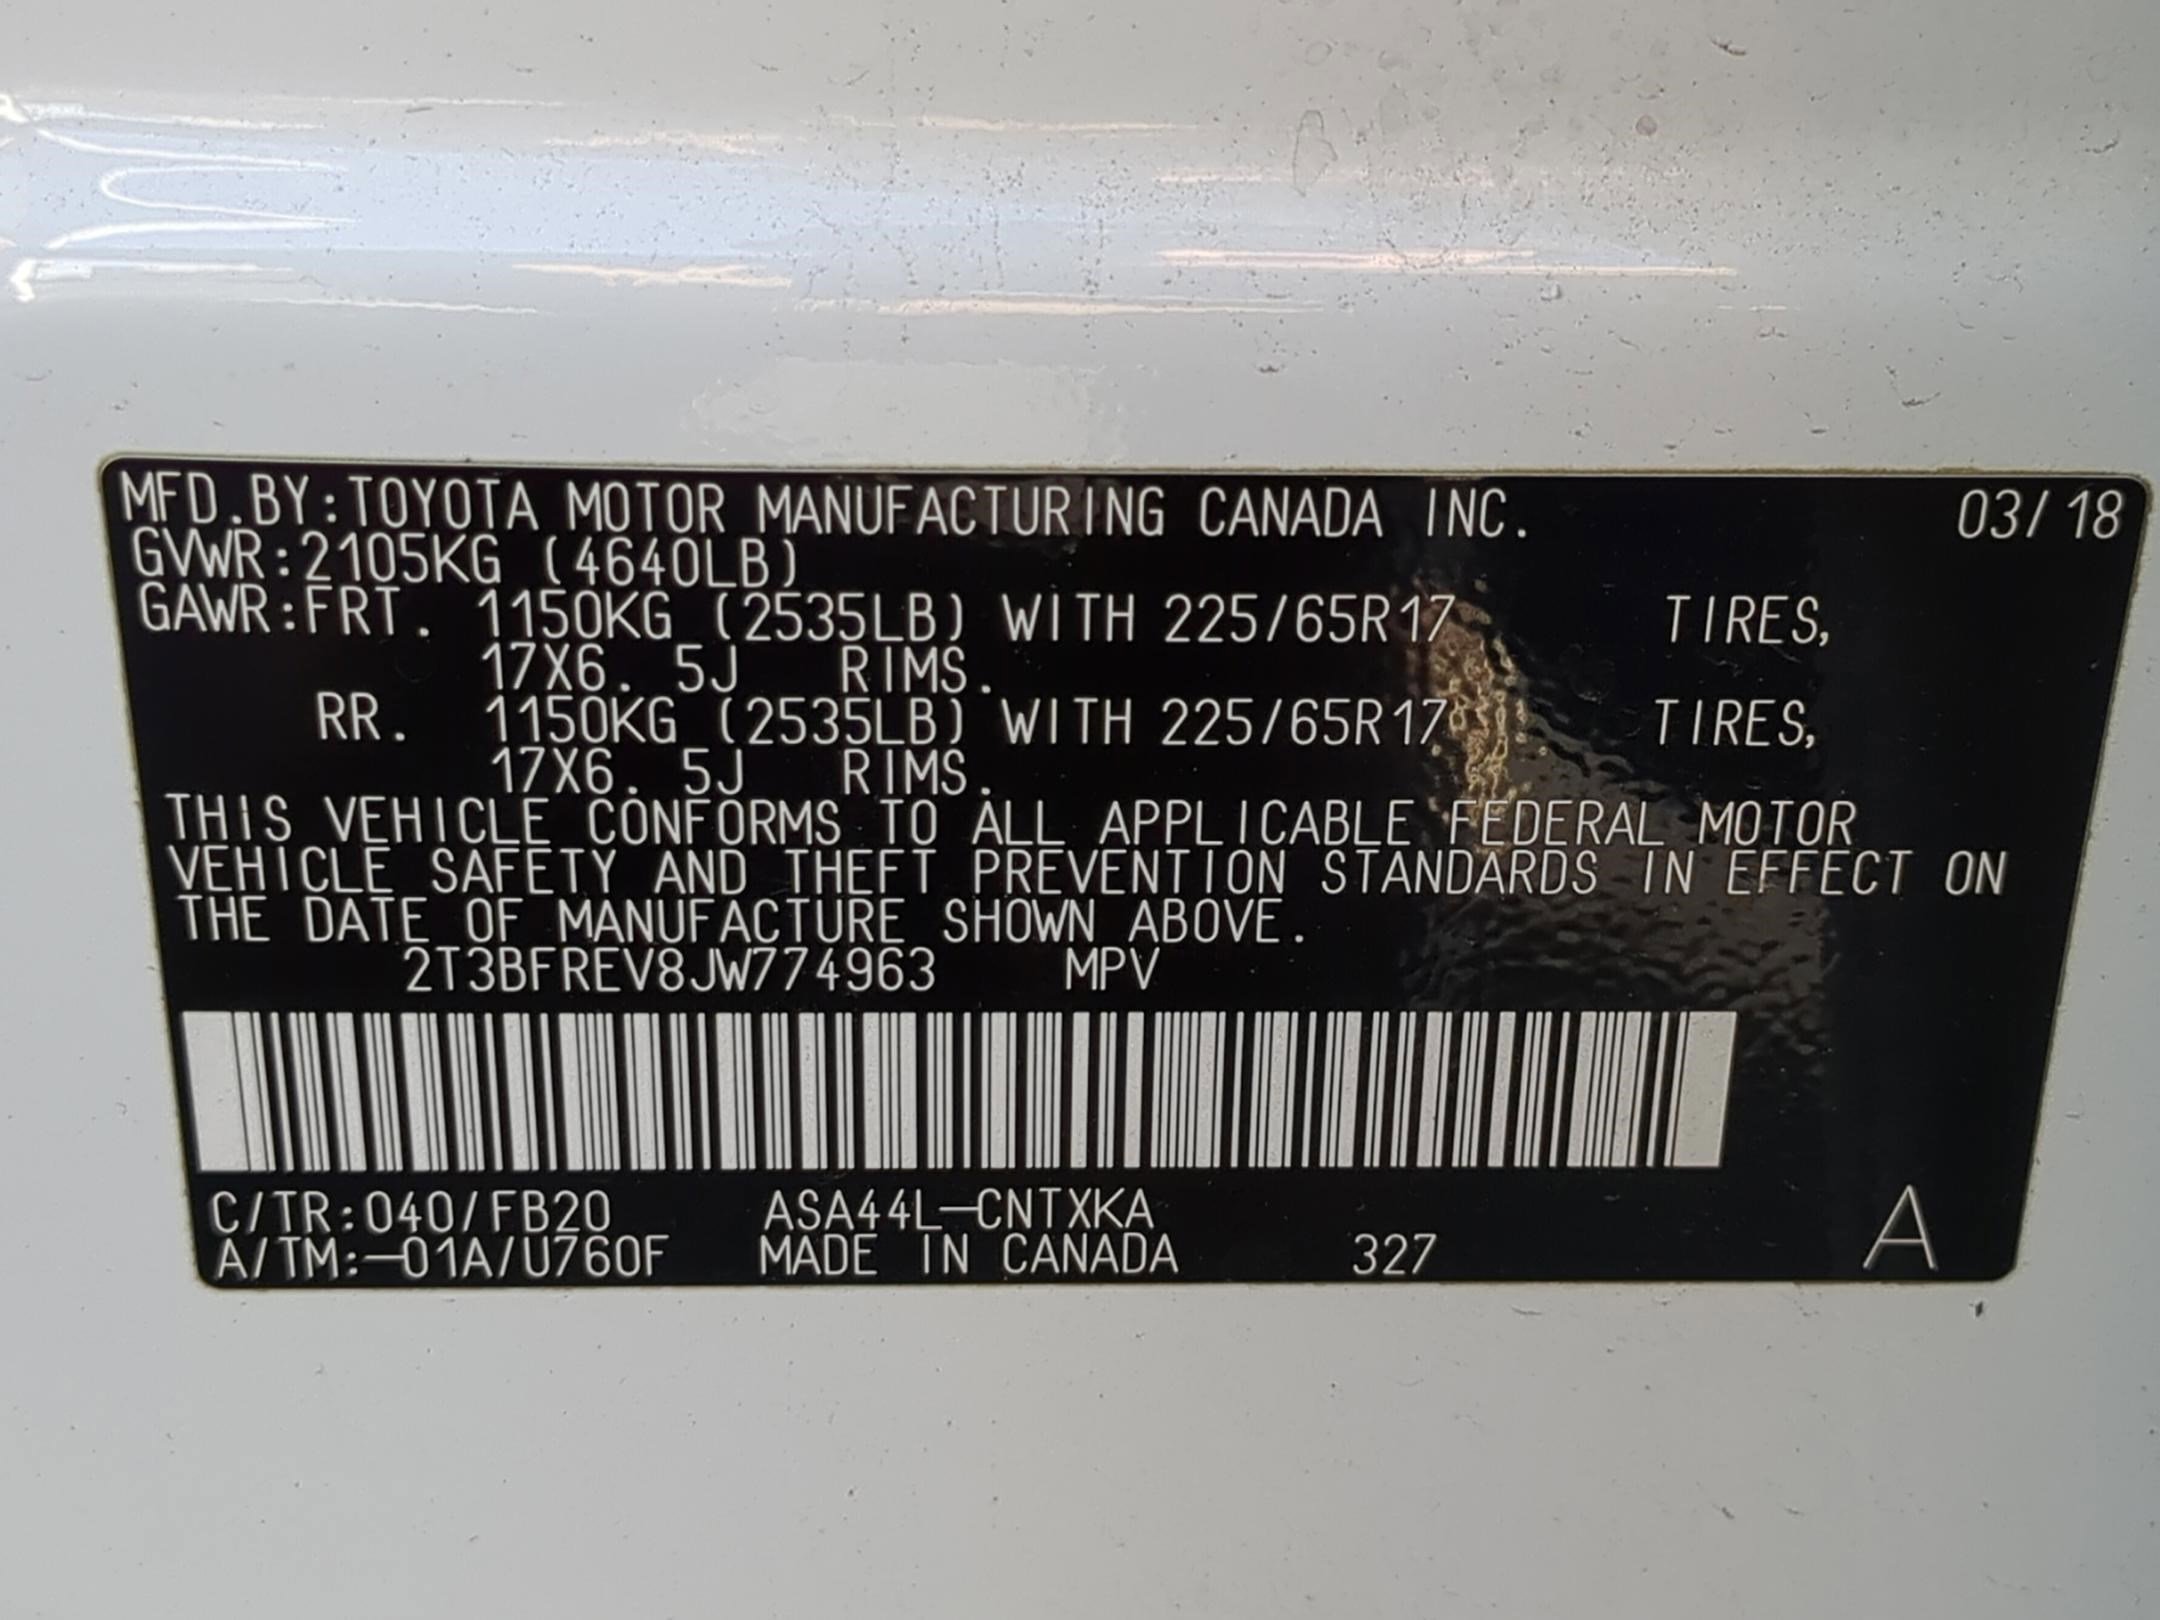 MFD.BY:TOYOTA MOTOR MANUFACTURING CANADA INC. 03/18
GVWR:2105KG (4640LB)
GAWR:FRT. 1150KG (2535LB) WITH 225/65R17 TIRES,
17X6.5J RIMS.
RR. 1150KG (2535LB) WITH 225/65R17 TIRES,
17X6.5J RIMS.
THIS VEHICLE CONFORMS TO ALL APPLICABLE FEDERAL MOTOR
VEHICLE SAFETY AND THEFT PREVENTION STANDARDS IN EFFECT ON
THE DATE OF MANUFACTURE SHOWN ABOVE.
2T3BFREV8JW774963 MPV
C/TR:040/FB20 ASA44L-CNTXKA
A/TM:-01A/U760F MADE IN CANADA 327 A